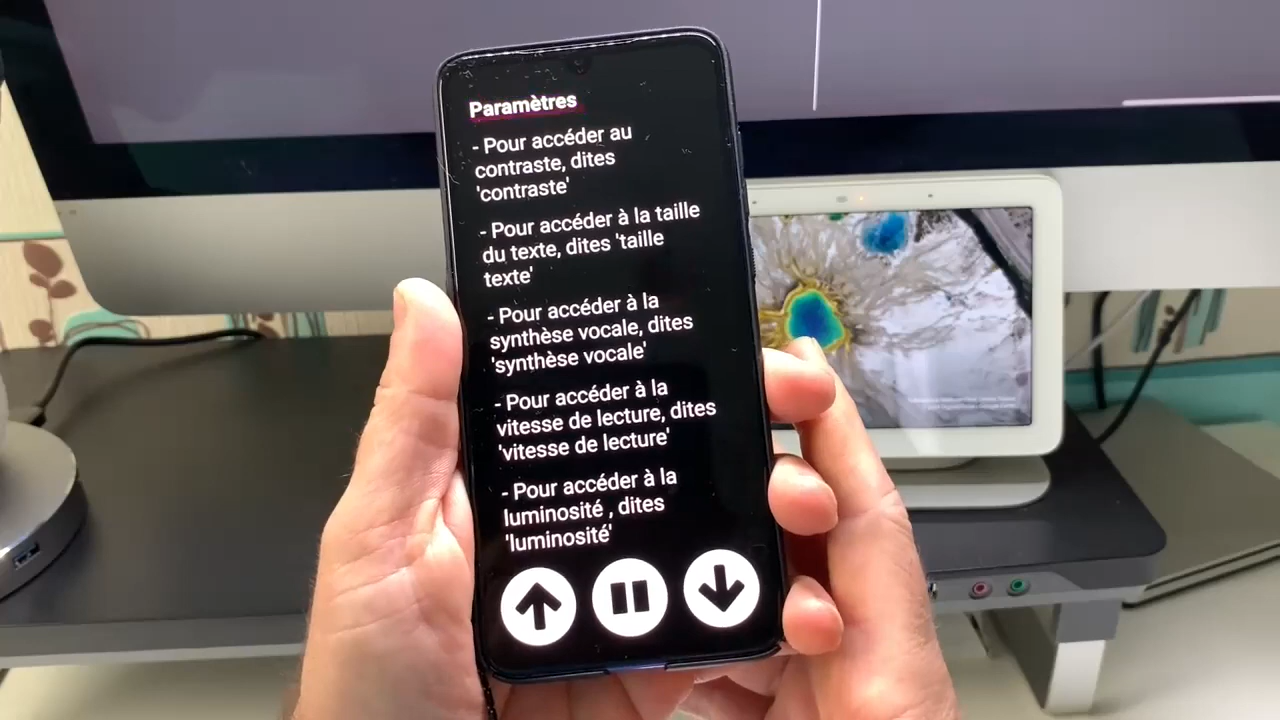 Paramètres
- Pour accéder au
contraste, dites
'contraste'
- Pour accéder à la taille
du texte, dites 'taille
texte'
- Pour accéder à la
synthèse vocale, dites
'synthèse vocale'
- Pour accéder à la
vitesse de lecture, dites
'vitesse de lecture'
- Pour accéder à la
luminosité , dites
'luminosité'